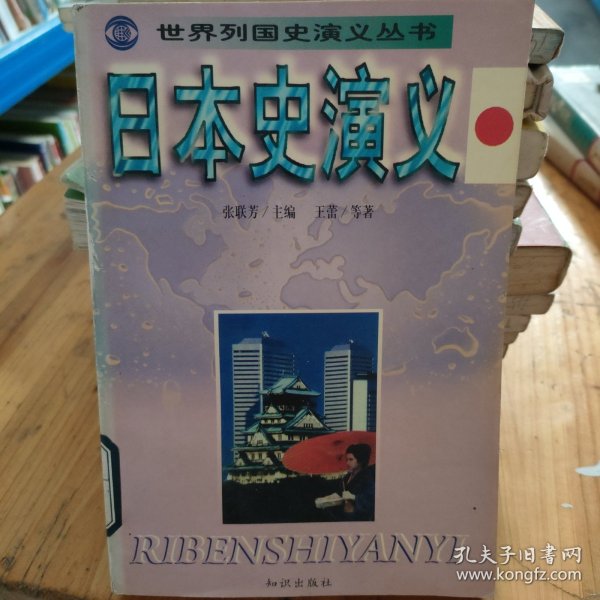 世界列国史演义丛书
日本史演义
张联芳/主编 王蕾/等著
RIBENSHIYANYI
知识出版社
孔夫子旧书网
www.kongfz.com